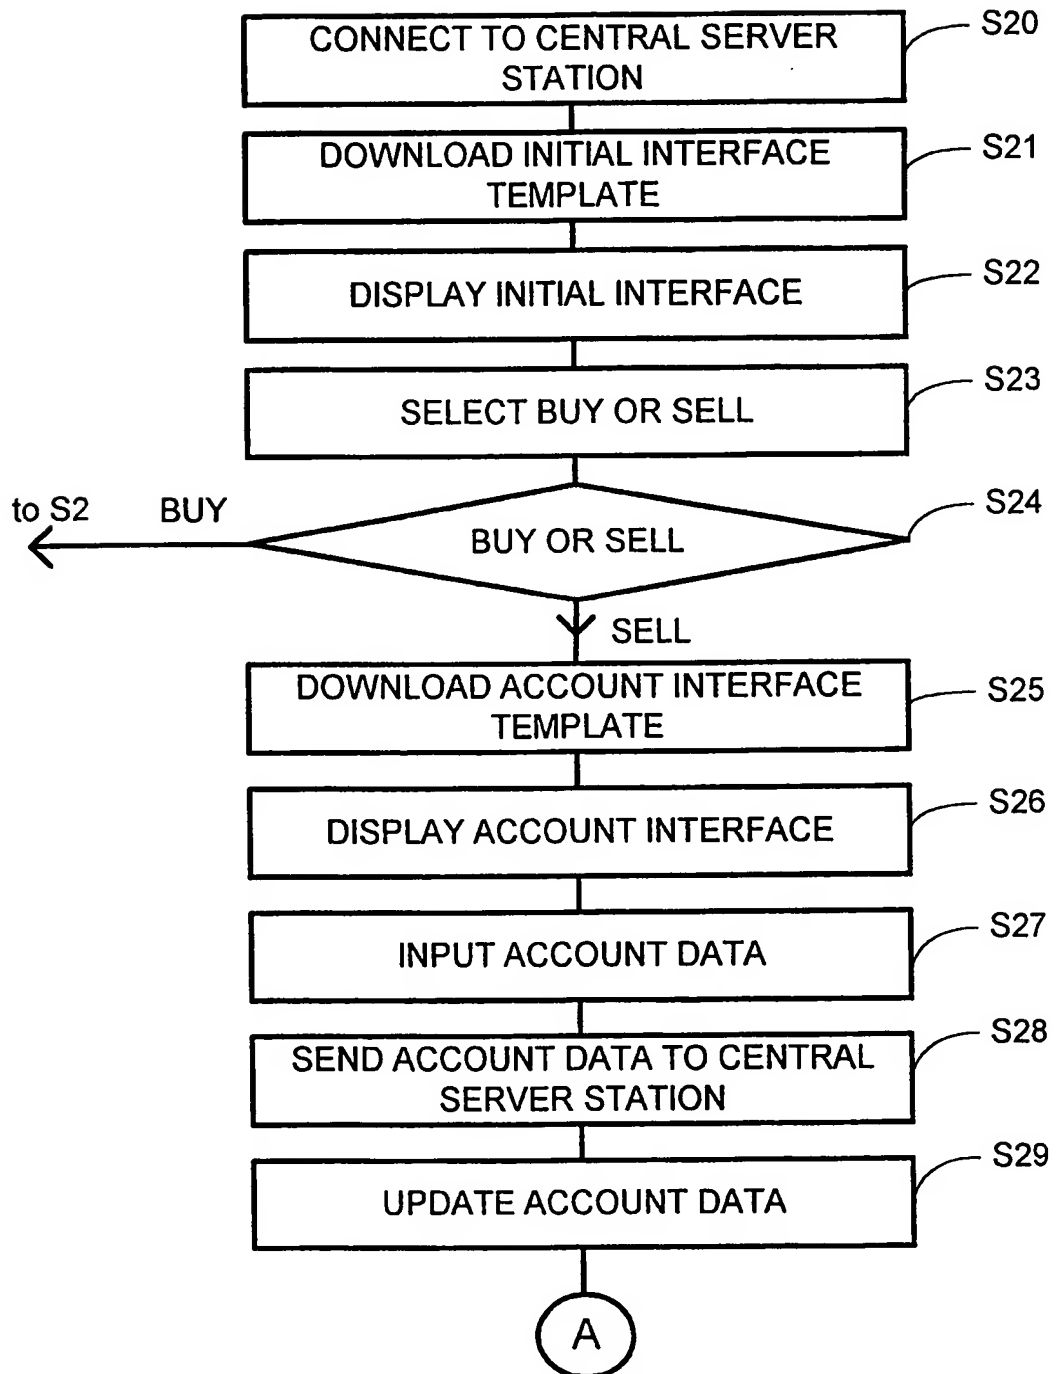 CONNECT TO CENTRAL SERVER
STATION
S20
DOWNLOAD INITIAL INTERFACE
TEMPLATE
S21
DISPLAY INITIAL INTERFACE
S22
SELECT BUY OR SELL
S23
to S2
BUY
BUY OR SELL
S24
SELL
DOWNLOAD ACCOUNT INTERFACE
TEMPLATE
S25
DISPLAY ACCOUNT INTERFACE
S26
INPUT ACCOUNT DATA
S27
SEND ACCOUNT DATA TO CENTRAL
SERVER STATION
S28
UPDATE ACCOUNT DATA
S29
A